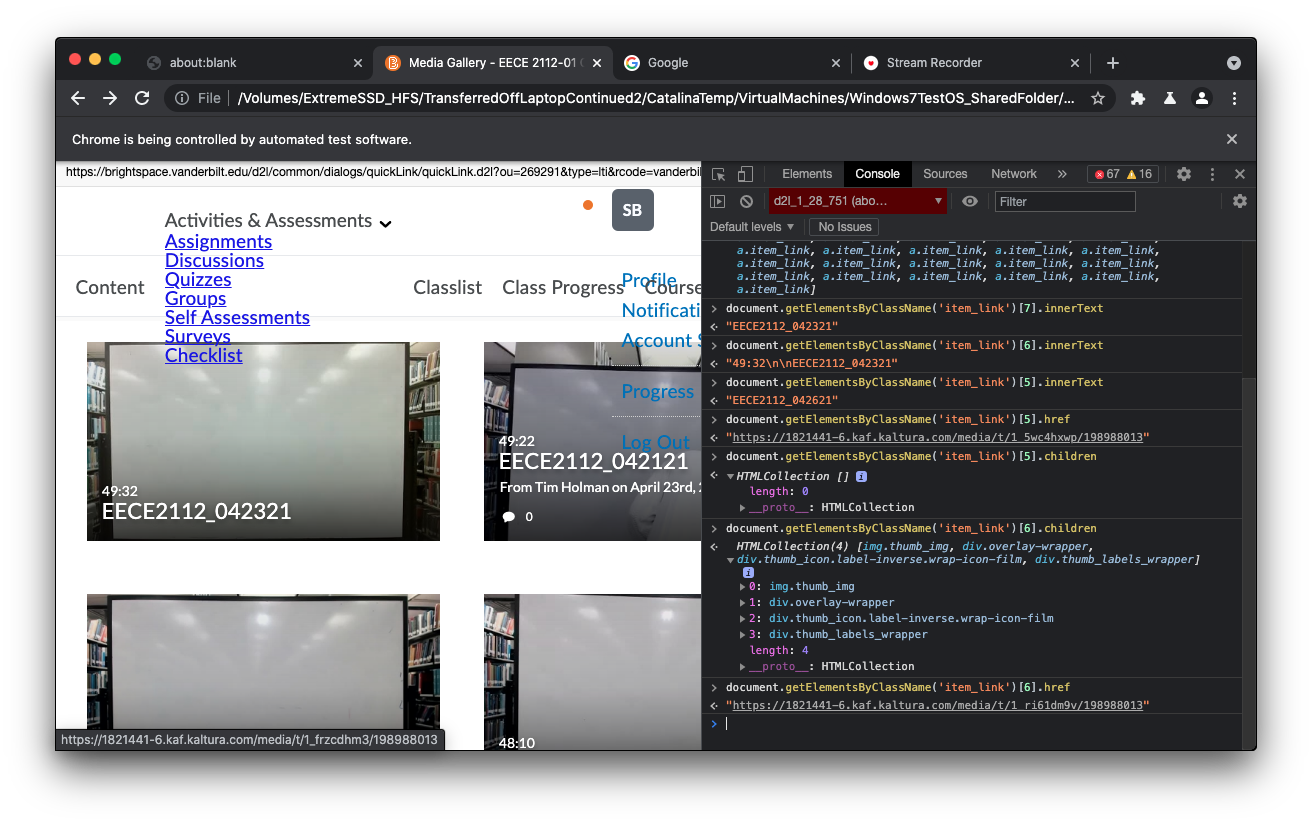 about:blank
Media Gallery - EECE 2112-01
Google
Stream Recorder
File
/Volumes/ExtremeSSD_HFS/TransferredOffLaptopContinued2/CatalinaTemp/VirtualMachines/Windows7TestOS_SharedFolder/...
Chrome is being controlled by automated test software.
https://brightspace.vanderbilt.edu/d2l/common/dialogs/quickLink/quickLink.d2l?ou=269291&type=lti&rcode=vanderbil
SB
Activities & Assessments
Assignments
Discussions
Quizzes
Groups
Self Assessments
Surveys
Checklist
Content
Classlist
Class Progress
Course
Profile
Notificati
Account S
Progress
Log Out
49:32
EECE2112_042321
49:22
EECE2112_042121
From Tim Holman on April 23rd, 2
0
48:10
https://1821441-6.kaf.kaltura.com/media/t/1_frzcdhm3/198988013
Elements Console Sources Network » 67 16
d2l_1_28_751 (abo... Filter
Default levels No Issues
a.item_link, a.item_link, a.item_link, a.item_link, a.item_link,
a.item_link, a.item_link, a.item_link, a.item_link, a.item_link,
a.item_link, a.item_link, a.item_link, a.item_link, a.item_link,
a.item_link, a.item_link, a.item_link, a.item_link, a.item_link,
a.item_link]
> document.getElementsByClassName('item_link')[7].innerText
"EECE2112_042321"
> document.getElementsByClassName('item_link')[6].innerText
"49:32\n\nEECE2112_042321"
> document.getElementsByClassName('item_link')[5].innerText
"EECE2112_042621"
> document.getElementsByClassName('item_link')[5].href
"https://1821441-6.kaf.kaltura.com/media/t/1_5wc4hxwp/198988013"
> document.getElementsByClassName('item_link')[5].children
HTMLCollection []
length: 0
__proto__: HTMLCollection
> document.getElementsByClassName('item_link')[6].children
HTMLCollection(4) [img.thumb_img, div.overlay-wrapper,
div.thumb_icon.label-inverse.wrap-icon-film, div.thumb_labels_wrapper]
0: img.thumb_img
1: div.overlay-wrapper
2: div.thumb_icon.label-inverse.wrap-icon-film
3: div.thumb_labels_wrapper
length: 4
__proto__: HTMLCollection
> document.getElementsByClassName('item_link')[6].href
"https://1821441-6.kaf.kaltura.com/media/t/1_ri61dm9v/198988013"
>